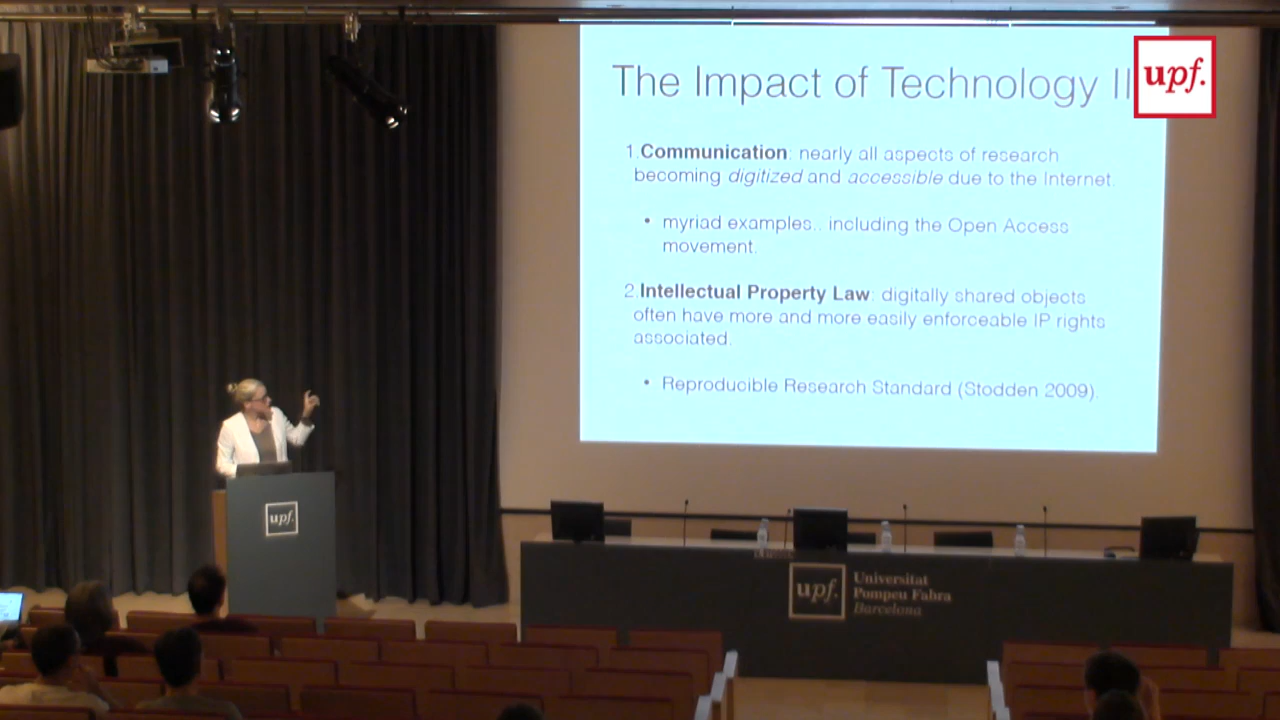 The Impact of Technology II
upf.
1.Communication: nearly all aspects of research
becoming digitized and accessible due to the Internet.
• myriad examples.. including the Open Access
movement.
2.Intellectual Property Law: digitally shared objects
often have more and more easily enforceable IP rights
associated.
• Reproducible Research Standard (Stodden 2009).
upf.
upf.
Universitat
Pompeu Fabra
Barcelona